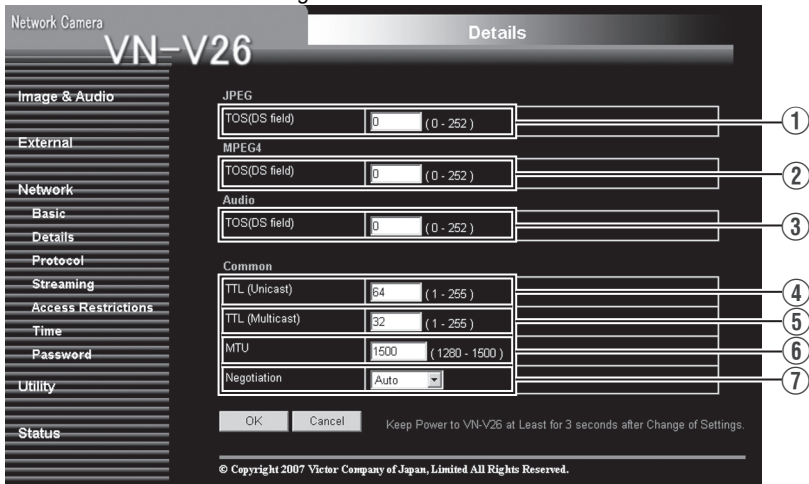 Network Camera
VN-V26
Details
Image & Audio
External
Network
Basic
Details
Protocol
Streaming
Access Restrictions
Time
Password
Utility
Status
JPEG
TOS(DS field) 0 (0 - 252) ①
MPEG4
TOS(DS field) 0 (0 - 252) ②
Audio
TOS(DS field) 0 (0 - 252) ③
Common
TTL (Unicast) 64 (1 - 255) ④
TTL (Multicast) 32 (1 - 255) ⑤
MTU 1500 (1280 - 1500) ⑥
Negotiation Auto ⑦
OK Cancel Keep Power to VN-V26 at Least for 3 seconds after Change of Settings.
© Copyright 2007 Victor Company of Japan, Limited All Rights Reserved.